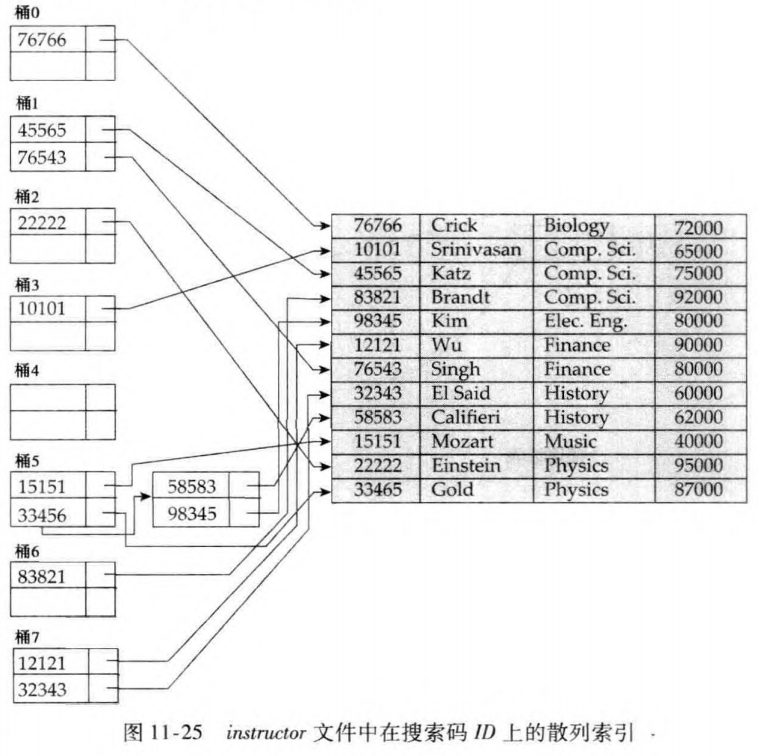 桶0
76766
桶1
45565
76543
桶2
22222
桶3
10101
桶4
桶5
15151
33456
58583
98345
桶6
83821
桶7
12121
32343
76766 Crick Biology 72000
10101 Srinivasan Comp. Sci. 65000
45565 Katz Comp. Sci. 75000
83821 Brandt Comp. Sci. 92000
98345 Kim Elec. Eng. 80000
12121 Wu Finance 90000
76543 Singh Finance 80000
32343 El Said History 60000
58583 Califieri History 62000
15151 Mozart Music 40000
22222 Einstein Physics 95000
33465 Gold Physics 87000
图 11-25 instructor 文件中在搜索码 ID 上的散列索引